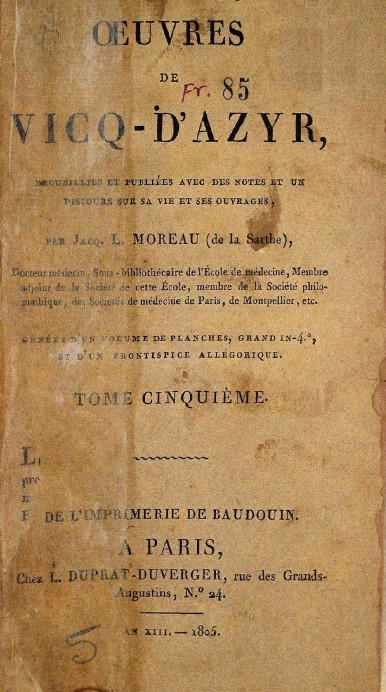 ŒUVRES
DE
Fr. 85
VICQ-D'AZYR,
RECUEILLIES ET PUBLIÉES AVEC DES NOTES ET UN
DISCOURS SUR SA VIE ET SES OUVRAGES,
PAR JACQ. L. MOREAU (de la Sarthe),
Docteur médecin, Sous-bibliothécaire de l'École de médecine, Membre
adjoint de la Société de cette École, membre de la Société philo-
mathique, des Sociétés de médecine de Paris, de Montpellier, etc.
ORNÉES D'UN VOLUME DE PLANCHES, GRAND IN-4.°,
ET D'UN FRONTISPICE ALLÉGORIQUE.
TOME CINQUIÈME.
DE L'IMPRIMERIE DE BAUDOUIN.
A PARIS,
Chez L. DUPRAT-DUVERGER, rue des Grands-
Augustins, N.° 24.
AN XIII. — 1805.
5